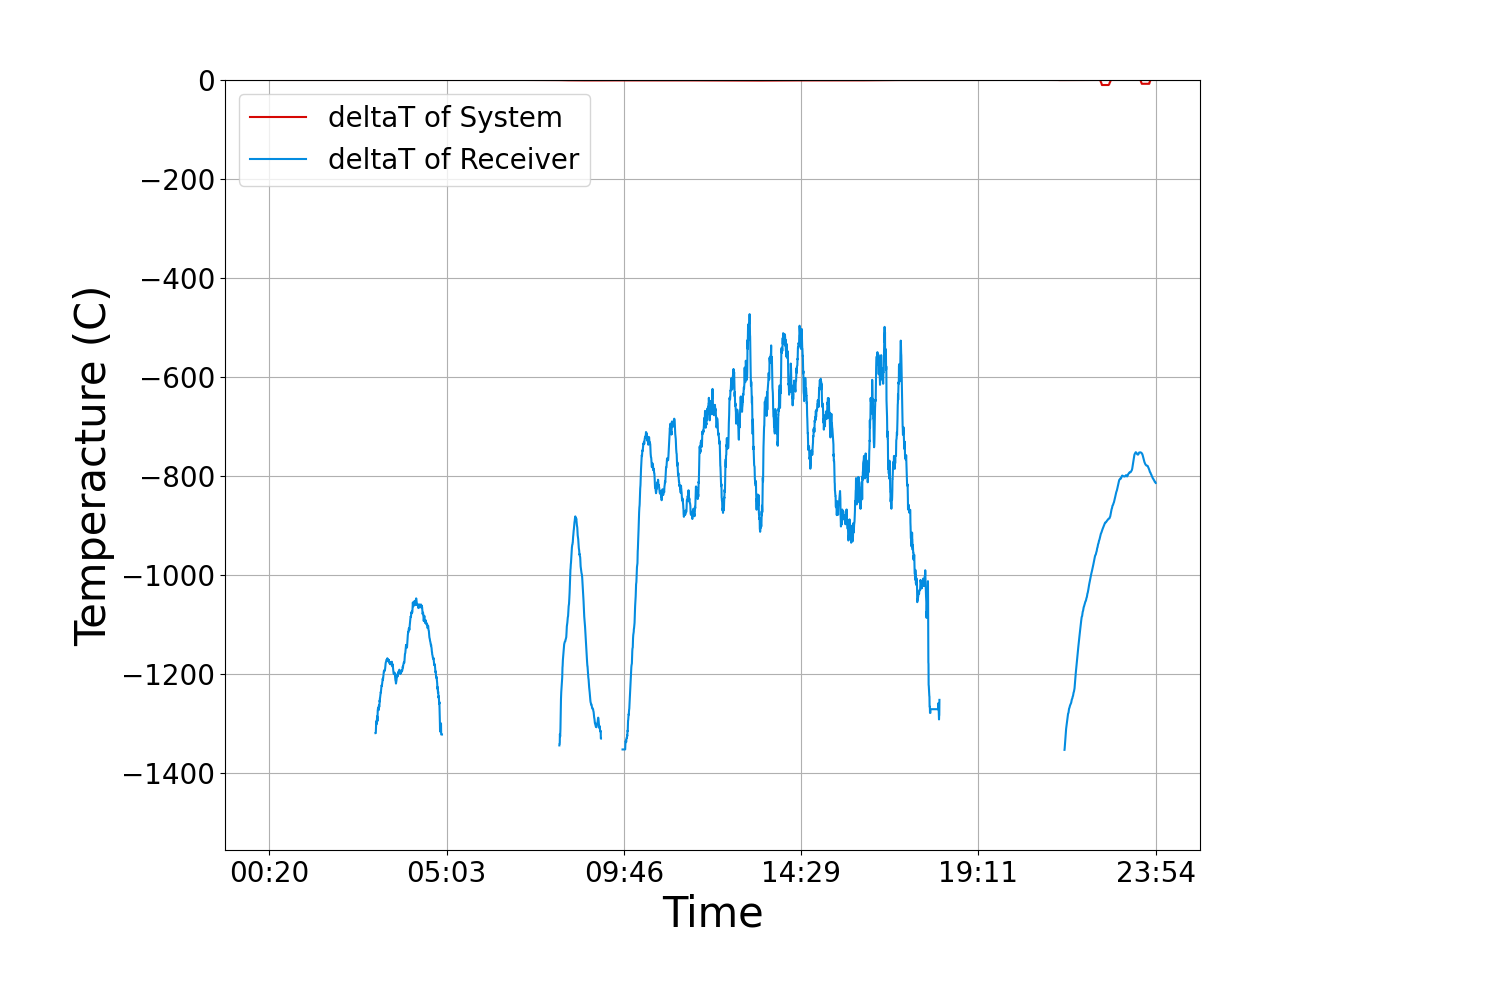 0
−200
−400
−600
−800
−1000
−1200
−1400
Temperacture (C)
deltaT of System
deltaT of Receiver
00:20 05:03 09:46 14:29 19:11 23:54
Time